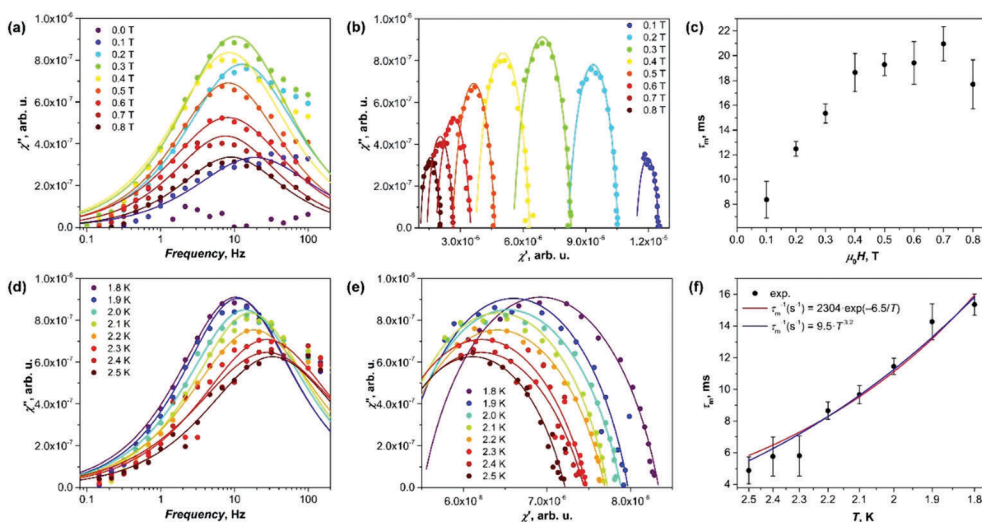 (a)
1.0x10⁻⁶
8.0x10⁻⁷
6.0x10⁻⁷
4.0x10⁻⁷
2.0x10⁻⁷
0.0
χ'', arb. u.
0.0 T
0.1 T
0.2 T
0.3 T
0.4 T
0.5 T
0.6 T
0.7 T
0.8 T
0.1 1 10 100
Frequency, Hz
(b)
1.0x10⁻⁶
8.0x10⁻⁷
6.0x10⁻⁷
4.0x10⁻⁷
2.0x10⁻⁷
0.0
χ'', arb. u.
0.1 T
0.2 T
0.3 T
0.4 T
0.5 T
0.6 T
0.7 T
0.8 T
3.0x10⁻⁶ 6.0x10⁻⁶ 9.0x10⁻⁶ 1.2x10⁻⁵
χ', arb. u.
(c)
22
20
18
16
14
12
10
8
τₘ, ms
0.0 0.1 0.2 0.3 0.4 0.5 0.6 0.7 0.8
μ₀H, T
(d)
1.0x10⁻⁶
8.0x10⁻⁷
6.0x10⁻⁷
4.0x10⁻⁷
2.0x10⁻⁷
0.0
χ'', arb. u.
1.8 K
1.9 K
2.0 K
2.1 K
2.2 K
2.3 K
2.4 K
2.5 K
0.1 1 10 100
Frequency, Hz
(e)
1.0x10⁻⁶
8.0x10⁻⁷
6.0x10⁻⁷
4.0x10⁻⁷
2.0x10⁻⁷
0.0
χ'', arb. u.
1.8 K
1.9 K
2.0 K
2.1 K
2.2 K
2.3 K
2.4 K
2.5 K
6.0x10⁻⁶ 7.0x10⁻⁶ 8.0x10⁻⁶
χ', arb. u.
(f)
16
14
12
10
8
6
4
τₘ, ms
exp.
τₘ⁻¹(s⁻¹) = 2304·exp(−6.5/T)
τₘ⁻¹(s⁻¹) = 9.5·T³·²
2.5 2.4 2.3 2.2 2.1 2 1.9 1.8
T, K